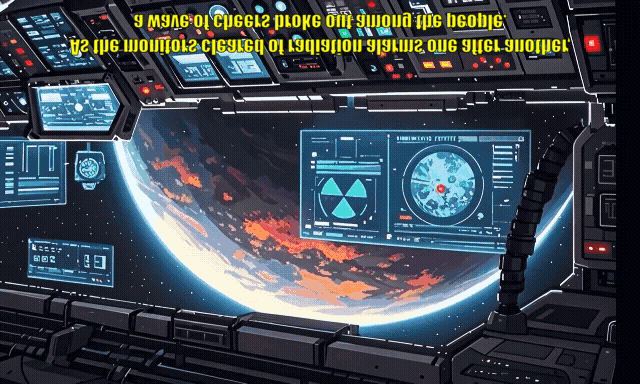 As the monitors cleared of radiation alarms one after another,
a wave of cheers broke out among the people.